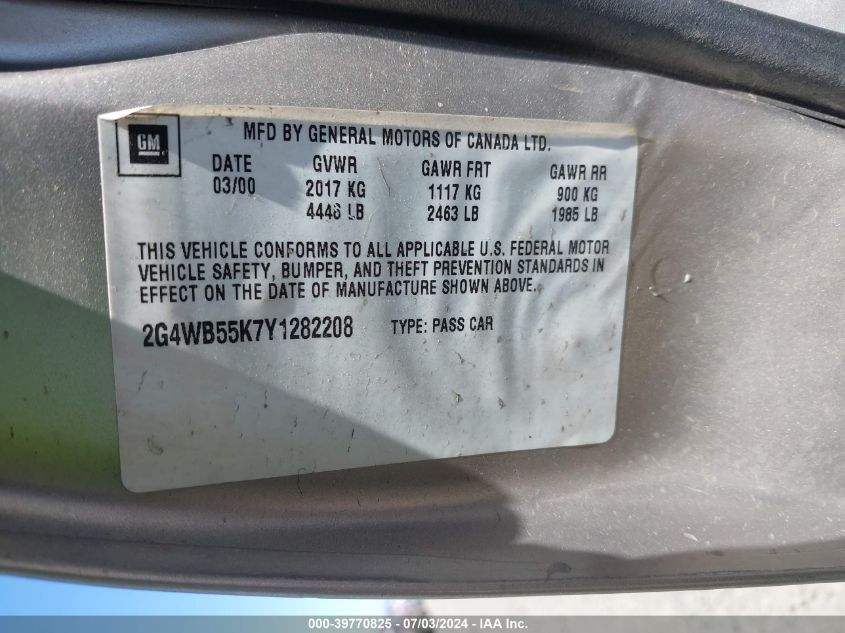 GM
MFD BY GENERAL MOTORS OF CANADA LTD.
DATE GVWR GAWR FRT GAWR RR
03/00 2017 KG 1117 KG 900 KG
4446 LB 2463 LB 1985 LB
THIS VEHICLE CONFORMS TO ALL APPLICABLE U.S. FEDERAL MOTOR
VEHICLE SAFETY, BUMPER, AND THEFT PREVENTION STANDARDS IN
EFFECT ON THE DATE OF MANUFACTURE SHOWN ABOVE.
2G4WB55K7Y1282208 TYPE: PASS CAR
000-39770825 - 07/03/2024 - IAA Inc.